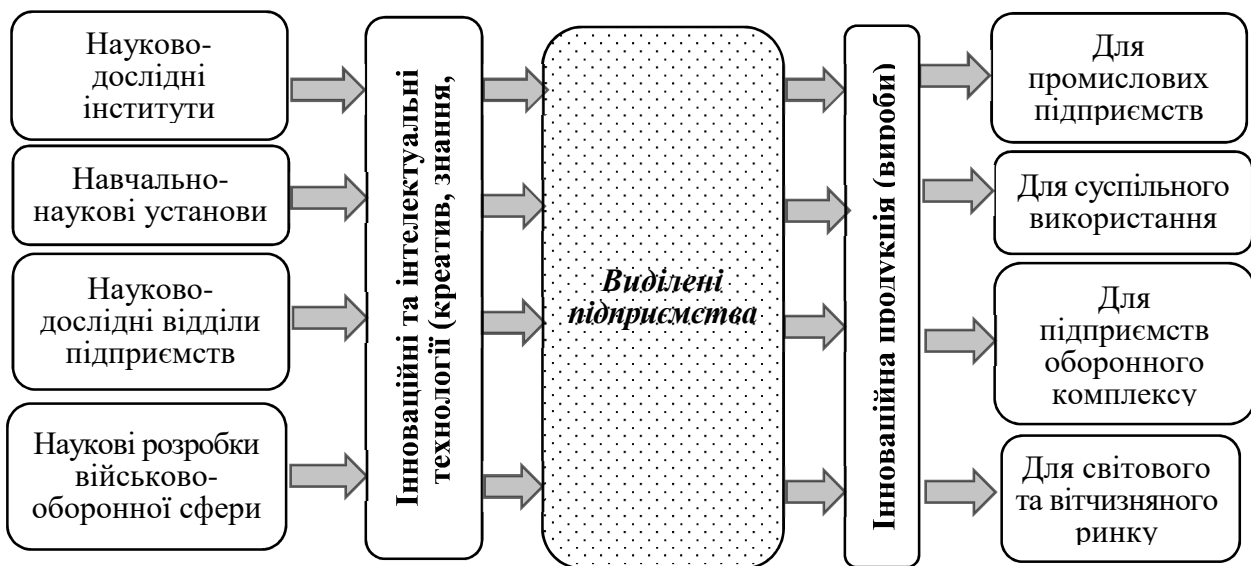 Науково-
дослідні
інститути
Навчально-
наукові установи
Науково-
дослідні відділи
підприємств
Наукові розробки
військово-
оборонної сфери
Інноваційні та інтелектуальні
технології (креатив, знання,
Виділені
підприємства
Інноваційна продукція (вироби)
Для
промислових
підприємств
Для суспільного
використання
Для
підприємств
оборонного
комплексу
Для світового
та вітчизняного
ринку